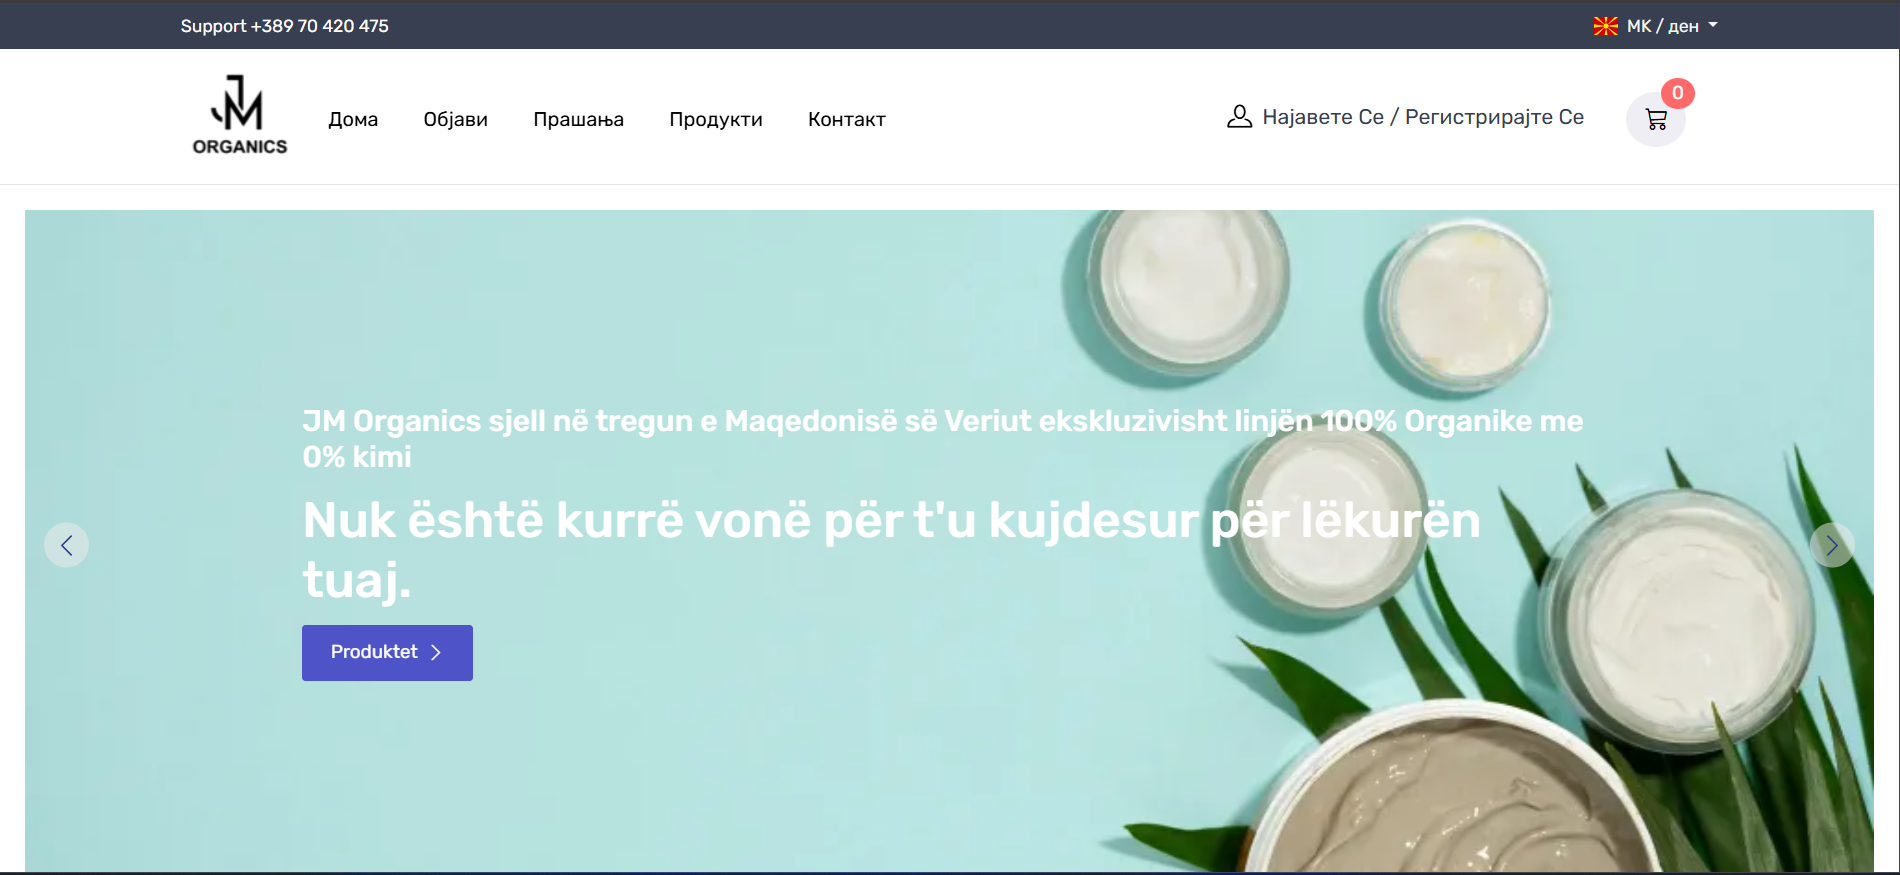 Support +389 70 420 475
MK / ден
JM
ORGANICS
Дома
Објави
Прашања
Продукти
Контакт
Најавете Се / Регистрирајте Се
0
JM Organics sjell në tregun e Maqedonisë së Veriut ekskluzivisht linjën 100% Organike me
0% kimi
Nuk është kurrë vonë për t'u kujdesur për lëkurën
tuaj.
Produktet